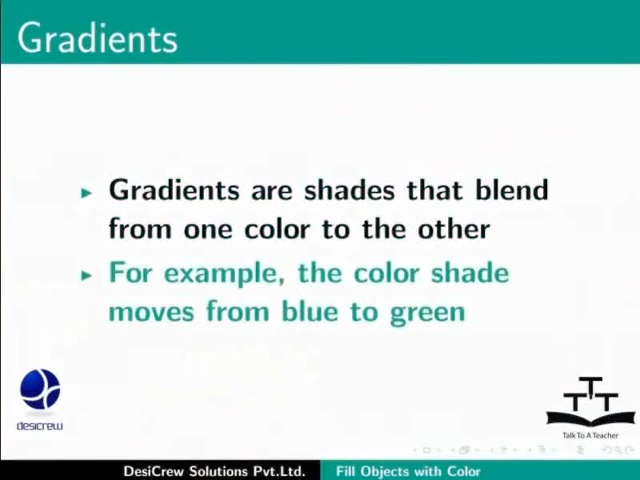 Gradients
Gradients are shades that blend
from one color to the other
For example, the color shade
moves from blue to green
desicrew
TTT
Talk To A Teacher
DesiCrew Solutions Pvt.Ltd.
Fill Objects with Color